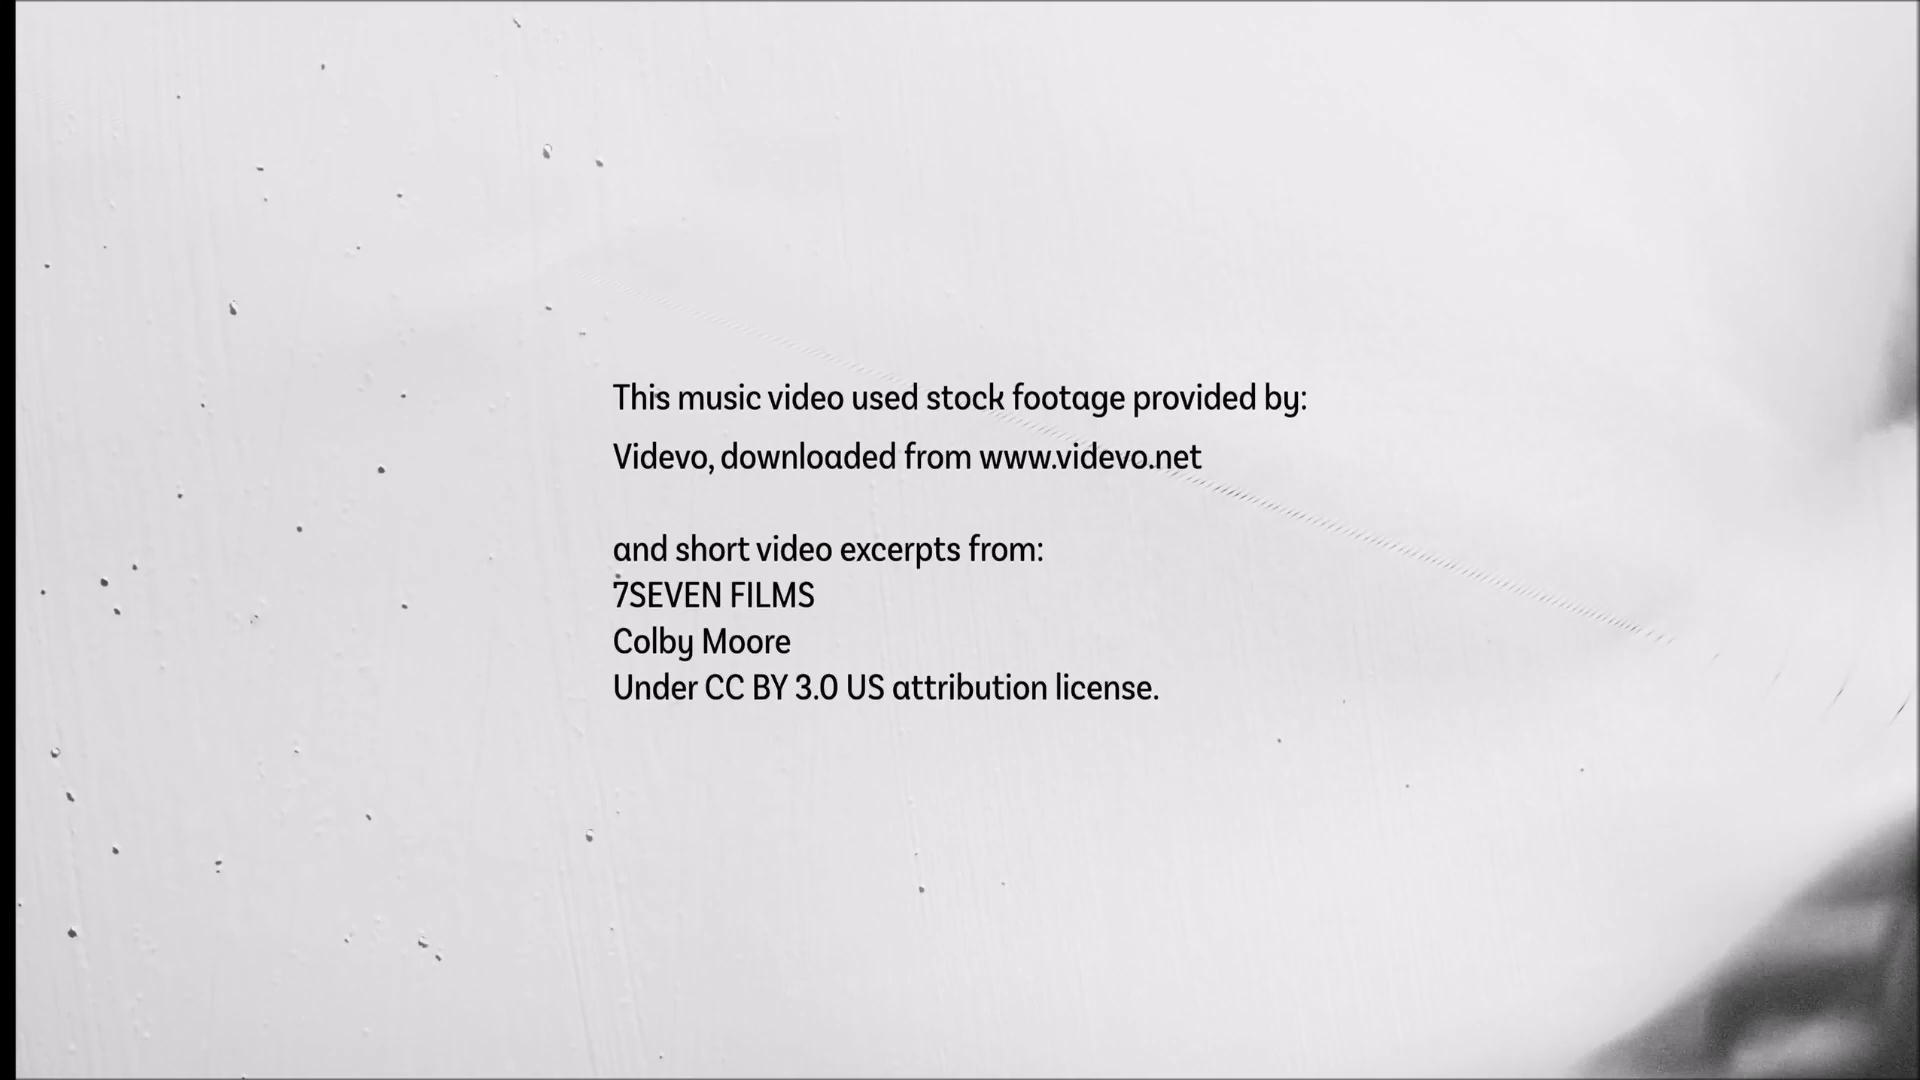 This music video used stock footage provided by:
Videvo, downloaded from www.videvo.net
and short video excerpts from:
7SEVEN FILMS
Colby Moore
Under CC BY 3.0 US attribution license.